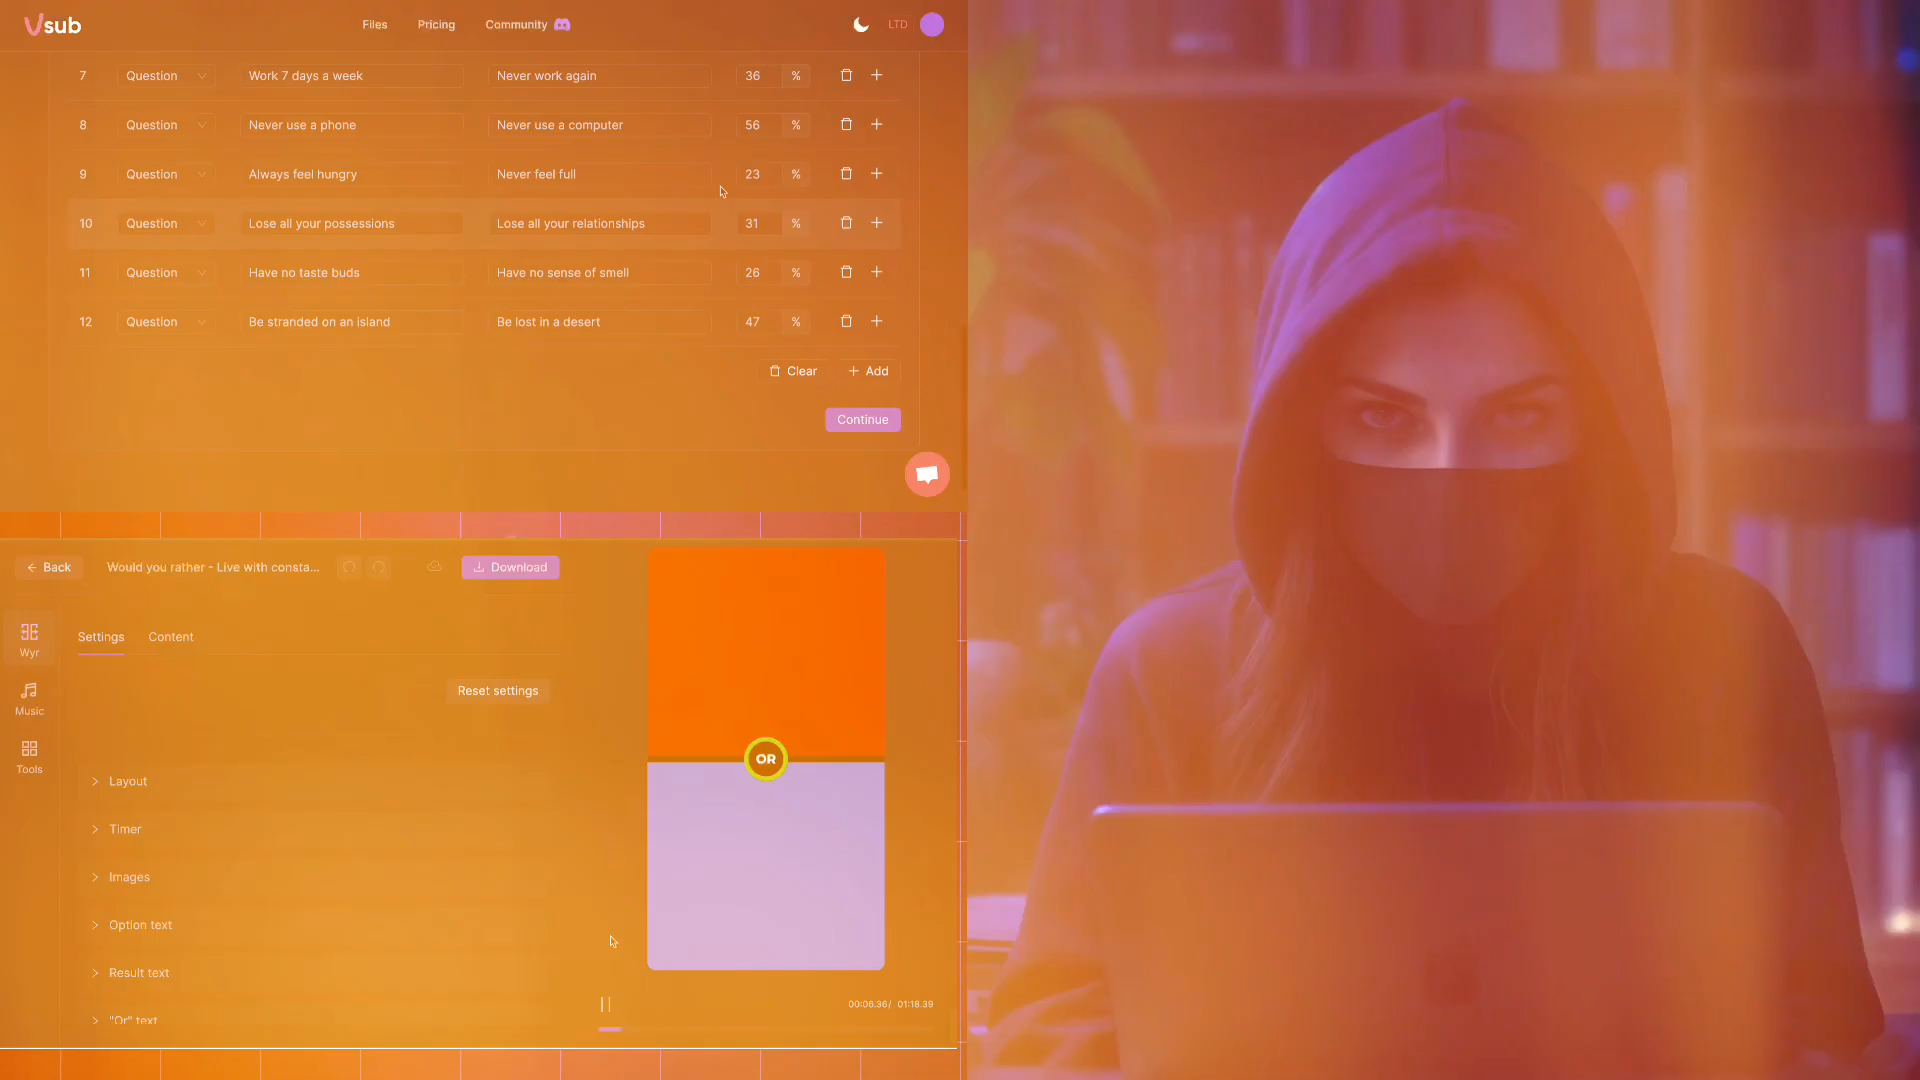 Vsub Files Pricing Community LTD
7 Question Work 7 days a week Never work again 36 %
8 Question Never use a phone Never use a computer 56 %
9 Question Always feel hungry Never feel full 23 %
10 Question Lose all your possessions Lose all your relationships 31 %
11 Question Have no taste buds Have no sense of smell 26 %
12 Question Be stranded on an island Be lost in a desert 47 %
Clear + Add
Continue
Back Would you rather - Live with consta... Download
Settings Content
Wyr
Reset settings
Music
OR
Tools
Layout
Timer
Images
Option text
Result text
00:06.36/ 01:18.39
"Or" text